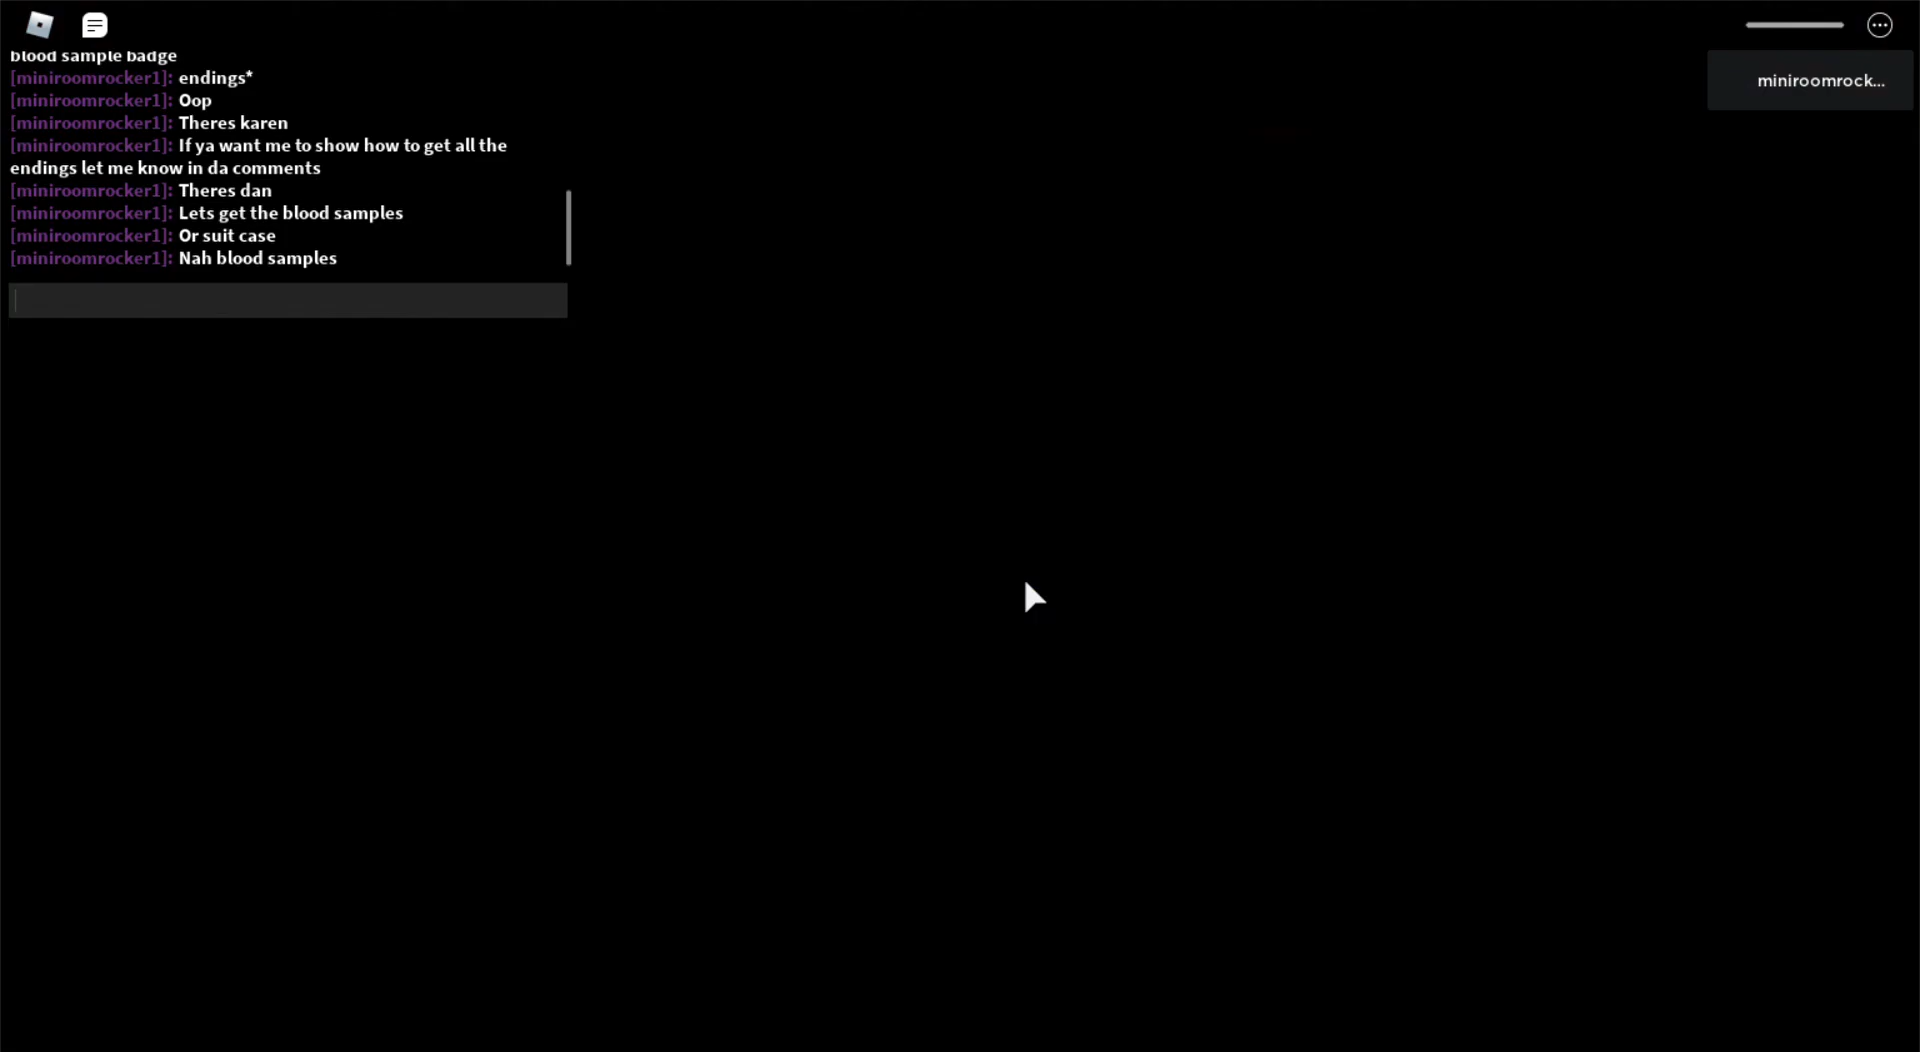 blood sample badge
[miniroomrocker1]: endings*
[miniroomrocker1]: Oop
[miniroomrocker1]: Theres karen
[miniroomrocker1]: If ya want me to show how to get all the
endings let me know in da comments
[miniroomrocker1]: Theres dan
[miniroomrocker1]: Lets get the blood samples
[miniroomrocker1]: Or suit case
[miniroomrocker1]: Nah blood samples
miniroomrock...